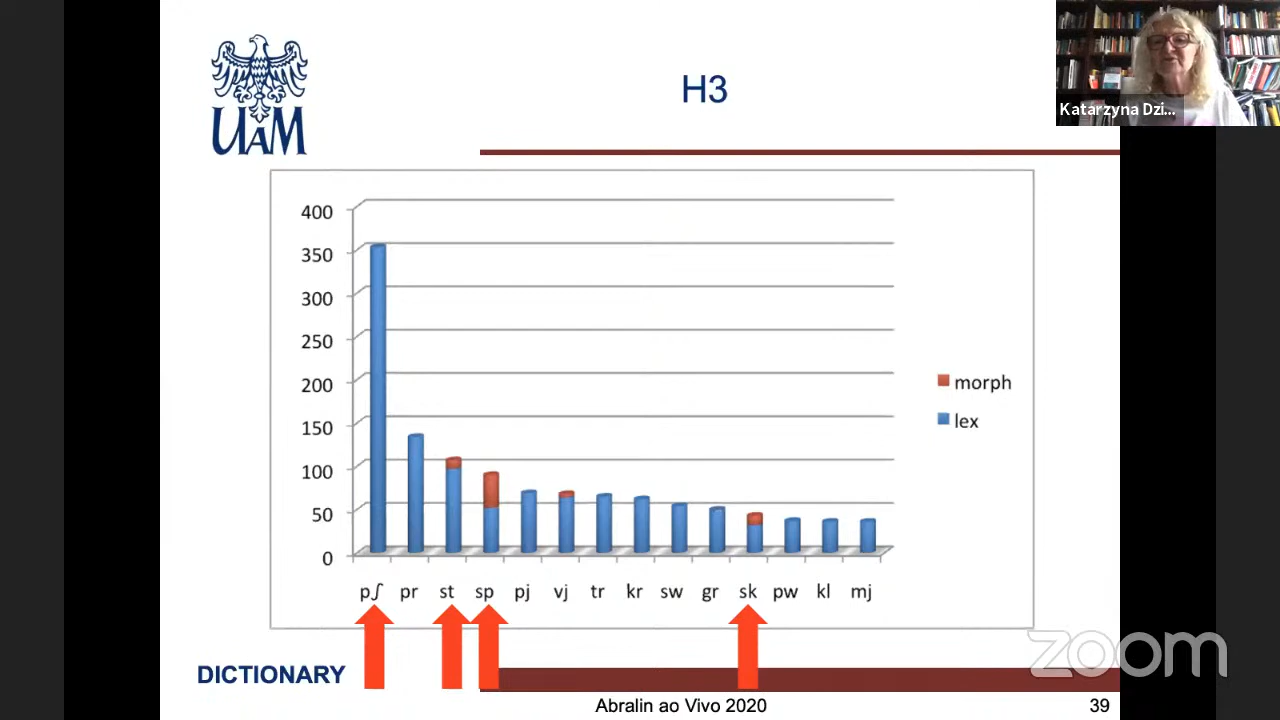 UAM
H3
Katarzyna Dzi...
400
350
300
250
200
150
100
50
0
morph
lex
pʃ pr st sp pj vj tr kr sw gr sk pw kl mj
DICTIONARY
zoom
Abralin ao Vivo 2020
39